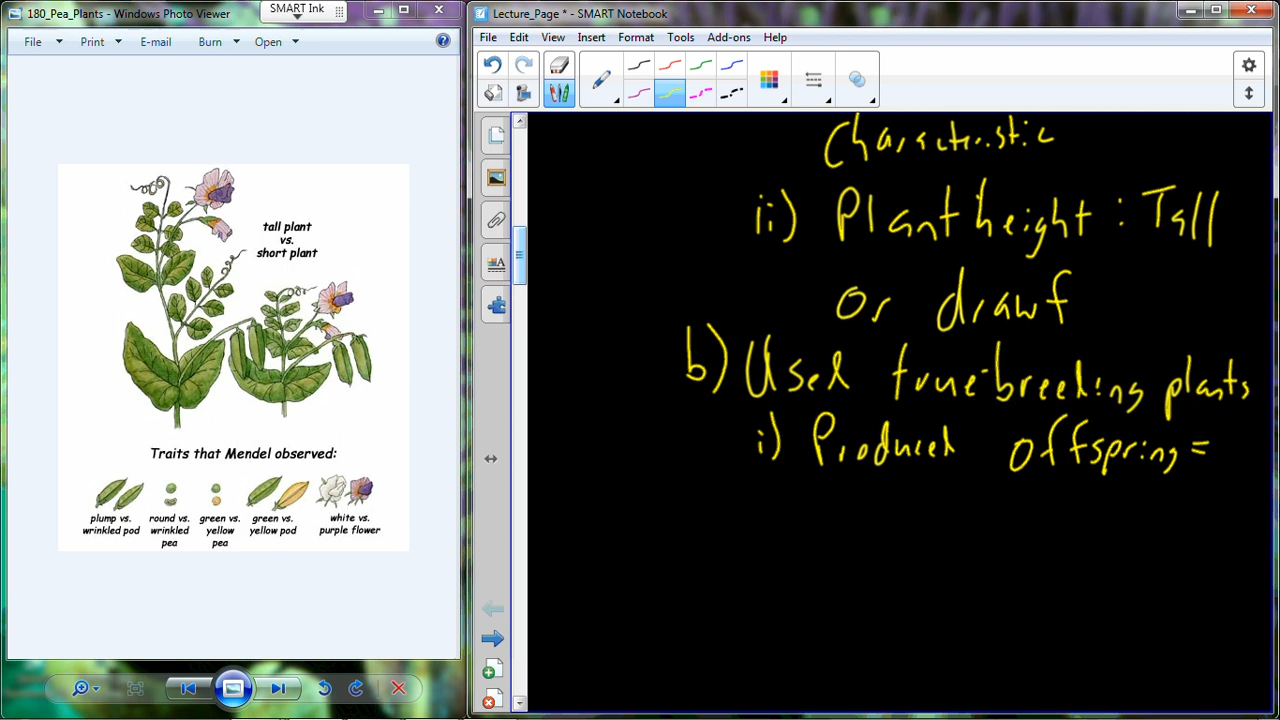 180_Pea_Plants - Windows Photo Viewer
SMART Ink
File Print E-mail Burn Open
tall plant
vs.
short plant
Traits that Mendel observed:
plump vs.
wrinkled pod
round vs.
wrinkled
pea
green vs.
yellow
pea
green vs.
yellow pod
white vs.
purple flower
Lecture_Page * - SMART Notebook
File Edit View Insert Format Tools Add-ons Help
Characteristic
ii) Plant height : Tall
or drawf
b) Used true-breeding plants
i) Produced offspring =